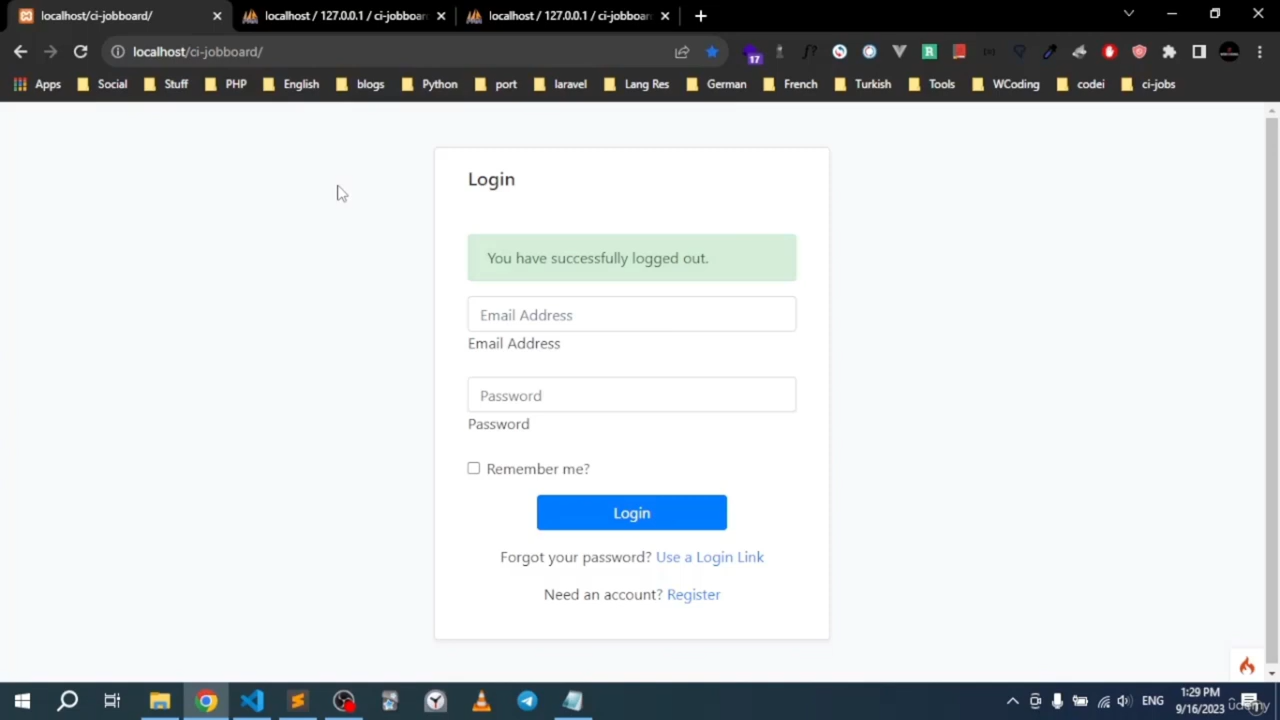 localhost/ci-jobboard/
localhost / 127.0.0.1 / ci-jobboar
localhost / 127.0.0.1 / ci-jobboar
localhost/ci-jobboard/
17
f?
R
Apps
Social
Stuff
PHP
English
blogs
Python
port
laravel
Lang Res
German
French
Turkish
Tools
WCoding
codei
ci-jobs
Login
You have successfully logged out.
Email Address
Email Address
Password
Password
Remember me?
Login
Forgot your password? Use a Login Link
Need an account? Register
ENG
1:29 PM
9/16/2023
udemy